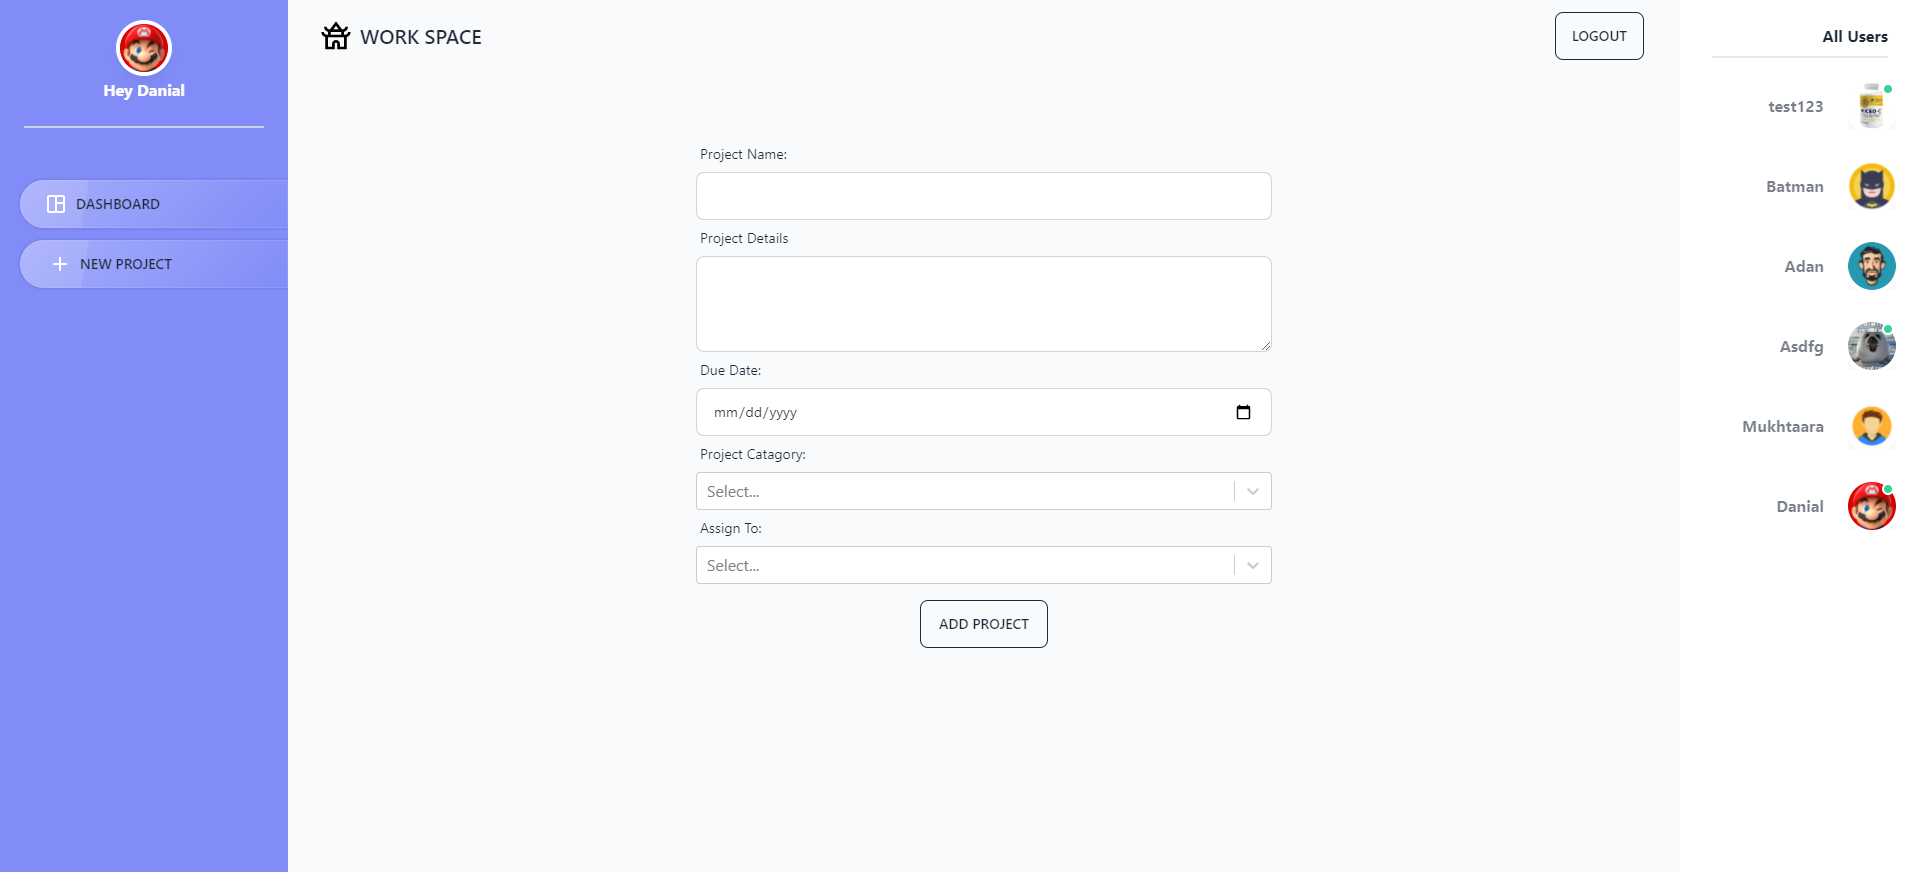 Hey Danial
DASHBOARD
NEW PROJECT
WORK SPACE
LOGOUT
Project Name:
Project Details
Due Date:
mm/dd/yyyy
Project Catagory:
Select...
Assign To:
Select...
ADD PROJECT
All Users
test123
Batman
Adan
Asdfg
Mukhtaara
Danial